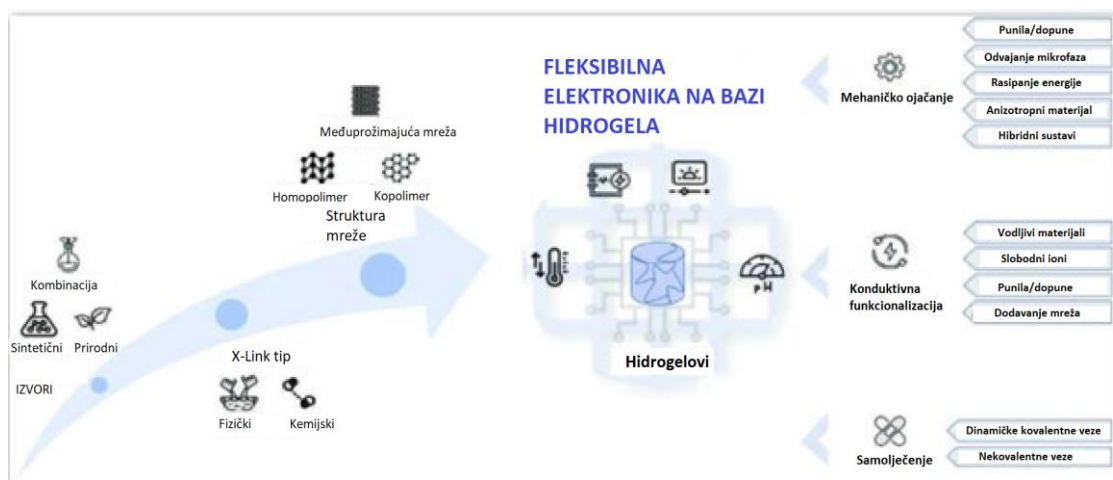 FLEKSIBILNA
ELEKTRONIKA NA BAZI
HIDROGELA
Međuprožimajuća mreža
Homopolimer
Kopolimer
Struktura
mreže
Kombinacija
Sintetični
Prirodni
IZVORI
X-Link tip
Fizički
Kemijski
pH
Hidrogelovi
Mehaničko ojačanje
Punila/dopune
Odvajanje mikrofaza
Rasipanje energije
Anizotropni materijal
Hibridni sustavi
Konduktivna
funkcionalizacija
Vodljivi materijali
Slobodni ioni
Punila/dopune
Dodavanje mreža
Samolječenje
Dinamičke kovalentne veze
Nekovalentne veze